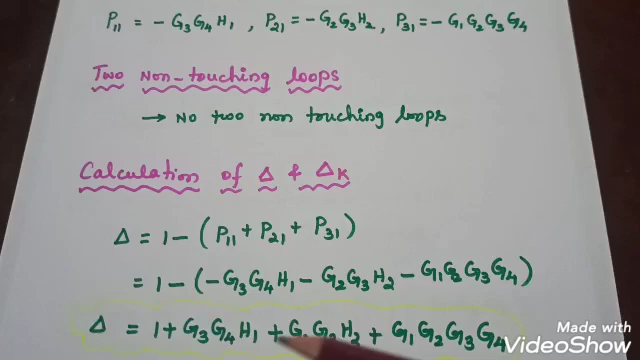 P₁₁ = - G₃G₄H₁ , P₂₁ = - G₂G₃H₂ , P₃₁ = - G₁G₂G₃G₄
Two Non-touching loops
→ No two non touching loops
Calculation of Δ & Δk
Δ = 1 - (P₁₁ + P₂₁ + P₃₁)
= 1 - (-G₃G₄H₁ - G₂G₃H₂ - G₁G₂G₃G₄)
Δ = 1 + G₃G₄H₁ + G₂G₃H₂ + G₁G₂G₃G₄
Made with
VideoShow